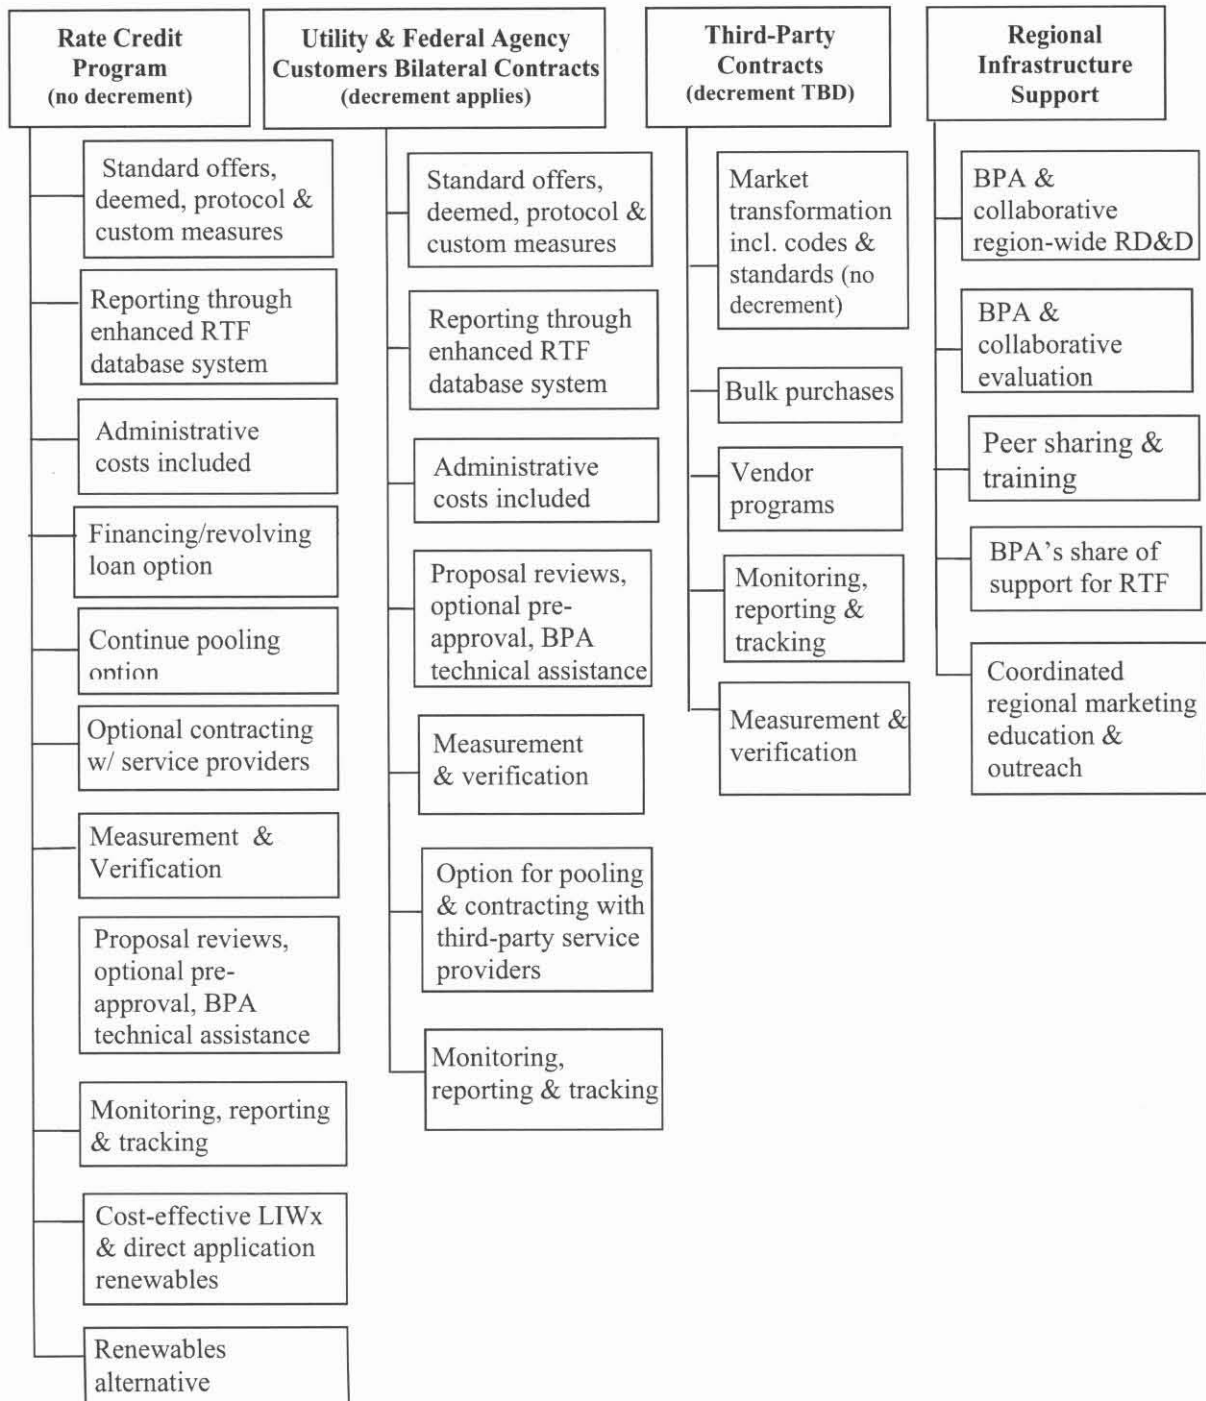 Rate Credit
Program
(no decrement)
Standard offers,
deemed, protocol &
custom measures
Reporting through
enhanced RTF
database system
Administrative
costs included
Financing/revolving
loan option
Continue pooling
option
Optional contracting
w/ service providers
Measurement &
Verification
Proposal reviews,
optional pre-
approval, BPA
technical assistance
Monitoring, reporting
& tracking
Cost-effective LIWx
& direct application
renewables
Renewables
alternative
Utility & Federal Agency
Customers Bilateral Contracts
(decrement applies)
Standard offers,
deemed, protocol &
custom measures
Reporting through
enhanced RTF
database system
Administrative
costs included
Proposal reviews,
optional pre-
approval, BPA
technical assistance
Measurement
& verification
Option for pooling
& contracting with
third-party service
providers
Monitoring,
reporting & tracking
Third-Party
Contracts
(decrement TBD)
Market
transformation
incl. codes &
standards (no
decrement)
Bulk purchases
Vendor
programs
Monitoring,
reporting &
tracking
Measurement &
verification
Regional
Infrastructure
Support
BPA &
collaborative
region-wide RD&D
BPA &
collaborative
evaluation
Peer sharing &
training
BPA's share of
support for RTF
Coordinated
regional marketing
education &
outreach